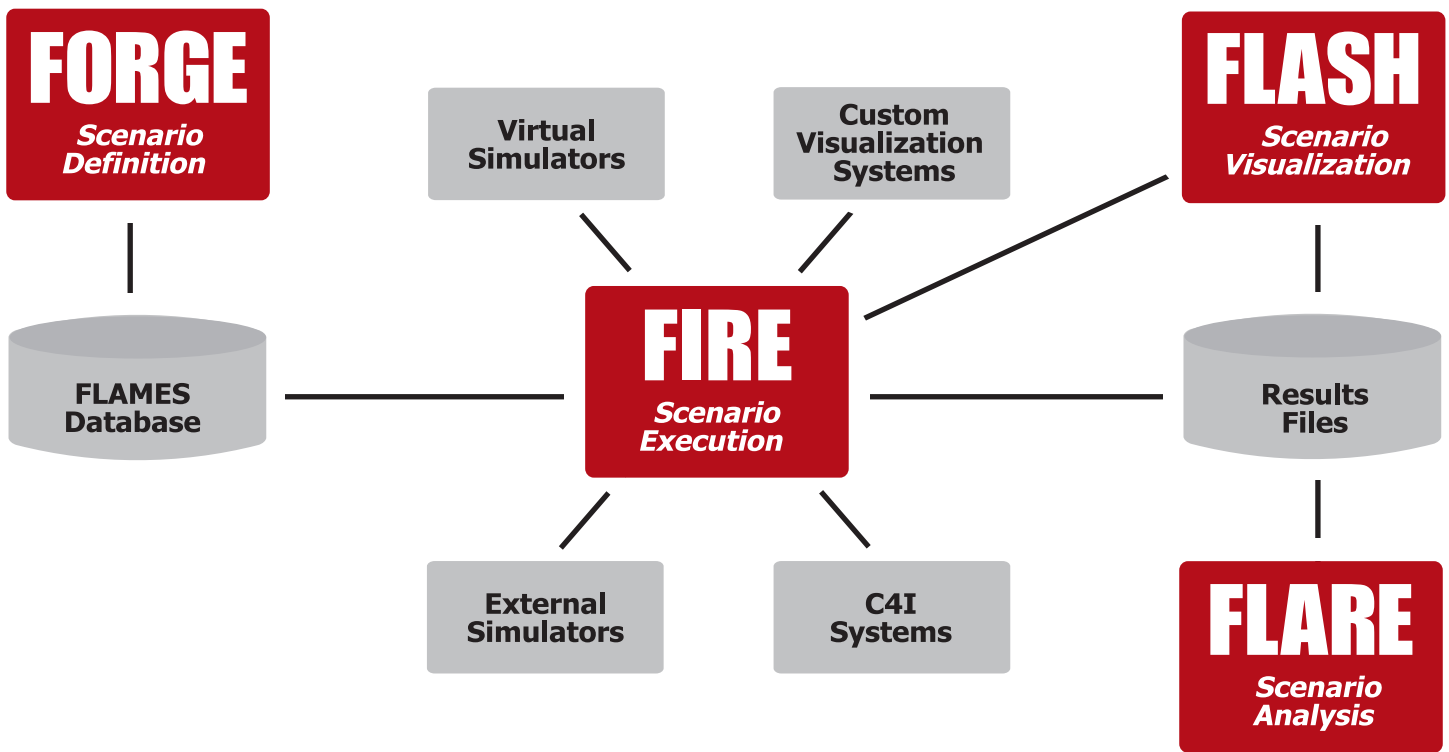 FORGE
Scenario
Definition
Virtual
Simulators
Custom
Visualization
Systems
FLASH
Scenario
Visualization
FLAMES
Database
FIRE
Scenario
Execution
Results
Files
External
Simulators
C4I
Systems
FLARE
Scenario
Analysis